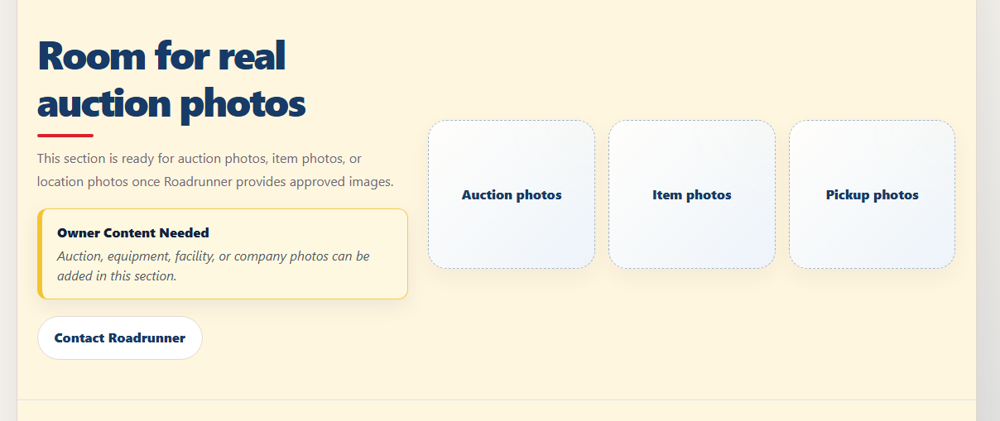 Room for real
auction photos
This section is ready for auction photos, item photos, or
location photos once Roadrunner provides approved images.
Owner Content Needed
Auction, equipment, facility, or company photos can be
added in this section.
Contact Roadrunner
Auction photos
Item photos
Pickup photos